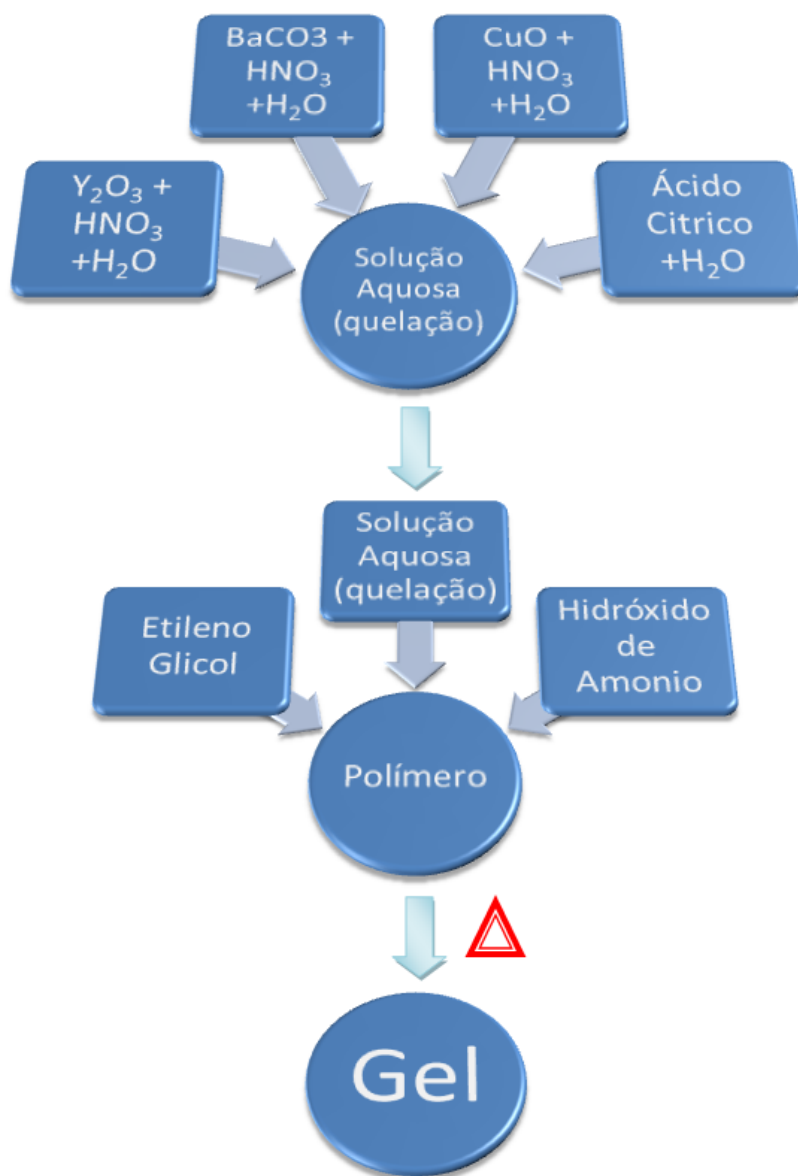 BaCO3 +
HNO₃
+H₂O
CuO +
HNO₃
+H₂O
Y₂O₃ +
HNO₃
+H₂O
Ácido
Citrico
+H₂O
Solução
Aquosa
(quelação)
Solução
Aquosa
(quelação)
Etileno
Glicol
Hidróxido
de
Amonio
Polímero
Gel